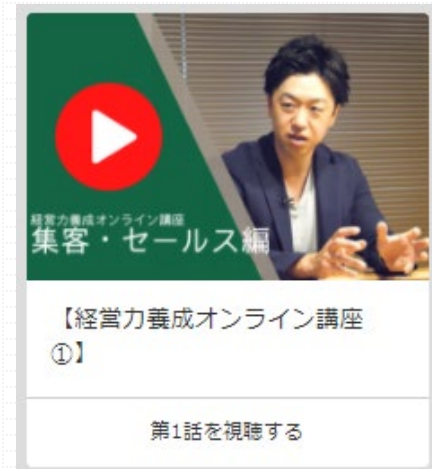 経営力養成オンライン講座
集客・セールス編
【経営力養成オンライン講座
①】
第1話を視聴する